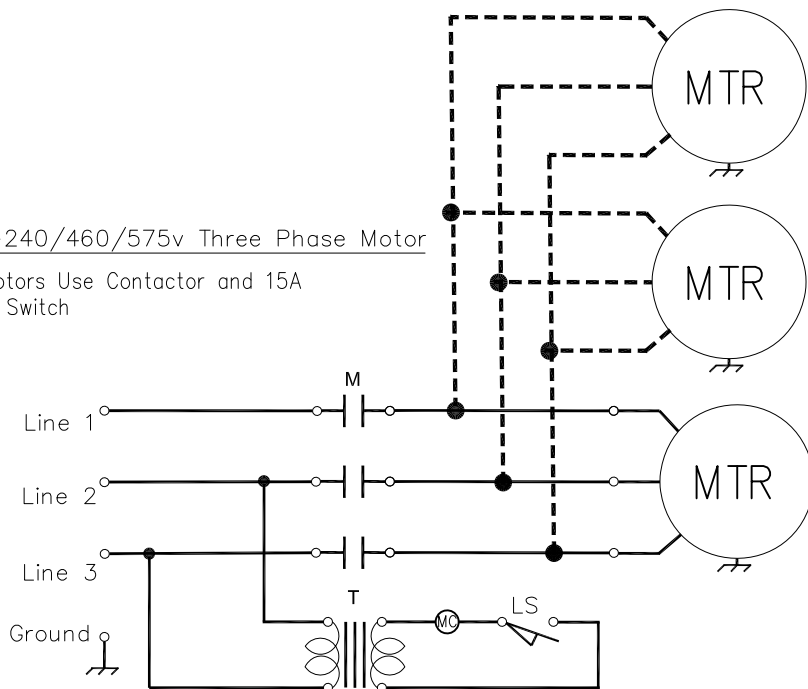 MTR
MTR
240/460/575v Three Phase Motor
Motors Use Contactor and 15A
Switch
M
Line 1
Line 2
MTR
Line 3
T
LS
MC
Ground